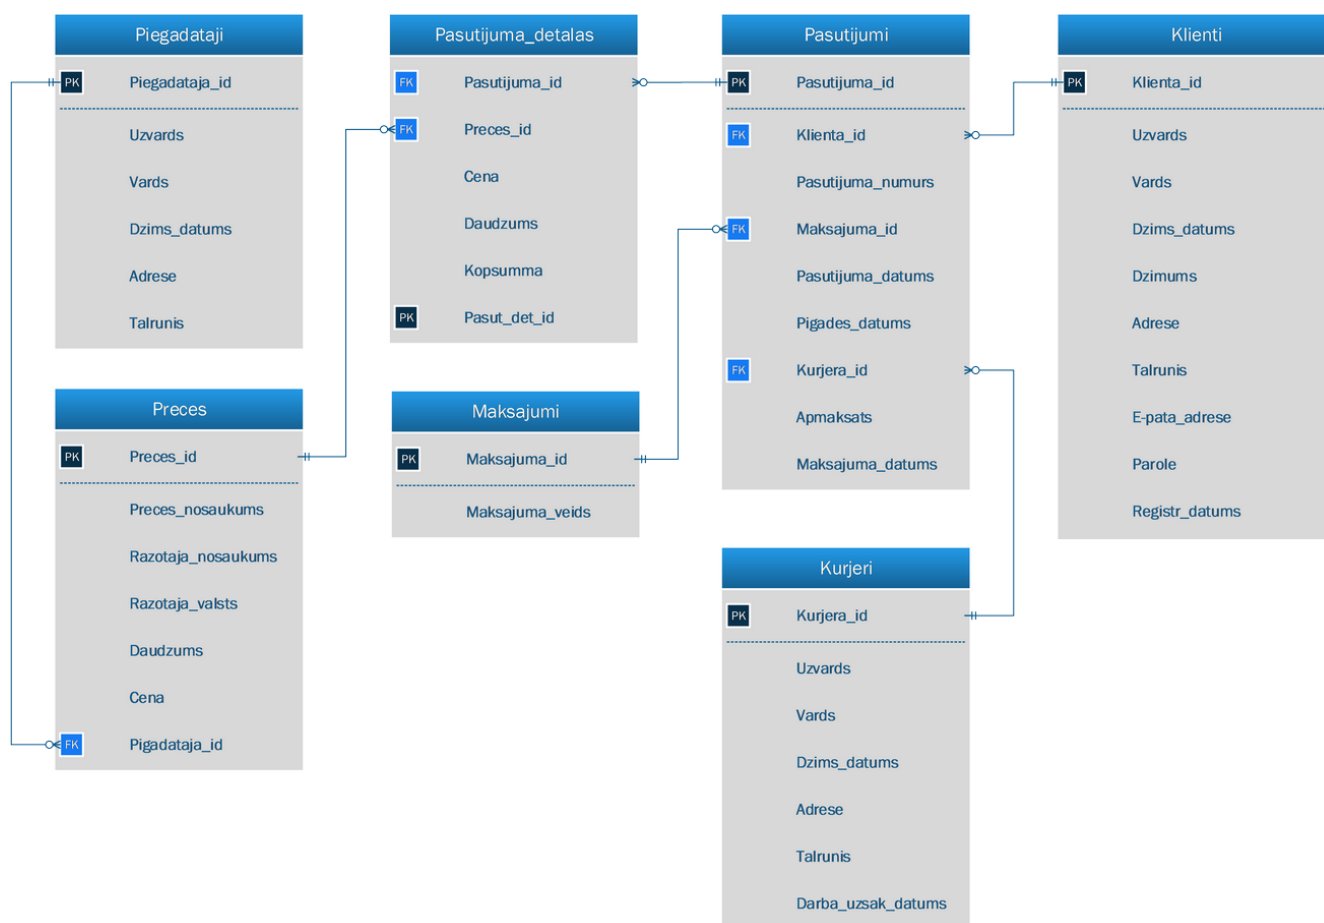 Piegadataji
PK Piegadataja_id
Uzvards
Vards
Dzims_datums
Adrese
Talrunis
Pasutijuma_detalas
FK Pasutijuma_id
FK Preces_id
Cena
Daudzums
Kopsumma
PK Pasut_det_id
Pasutijumi
PK Pasutijuma_id
FK Klienta_id
Pasutijuma_numurs
FK Maksajuma_id
Pasutijuma_datums
Pigades_datums
FK Kurjera_id
Apmaksats
Maksajuma_datums
Klienti
PK Klienta_id
Uzvards
Vards
Dzims_datums
Dzimums
Adrese
Talrunis
E-pata_adrese
Parole
Registr_datums
Preces
PK Preces_id
Preces_nosaukums
Razotaja_nosaukums
Razotaja_valsts
Daudzums
Cena
FK Pigadataja_id
Maksajumi
PK Maksajuma_id
Maksajuma_veids
Kurjeri
PK Kurjera_id
Uzvards
Vards
Dzims_datums
Adrese
Talrunis
Darba_uzsak_datums